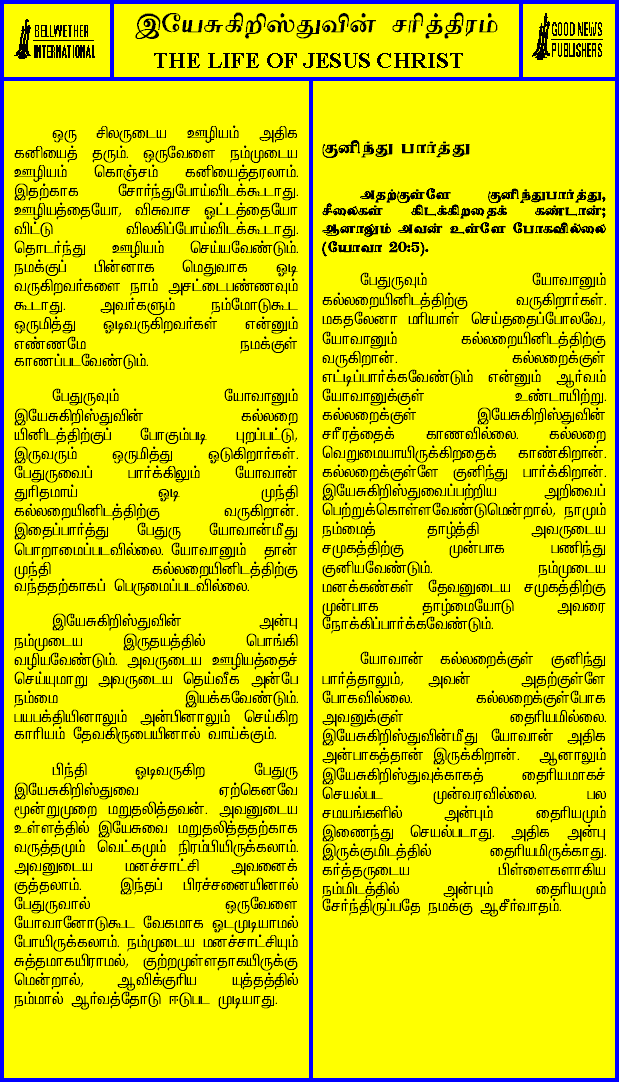 BELLWETHER
INTERNATIONAL
இயேசுகிறிஸ்துவின் சரித்திரம்
THE LIFE OF JESUS CHRIST
GOOD NEWS
PUBLISHERS
ஒரு சிலருடைய ஊழியம் அதிக
கனியைத் தரும். ஒருவேளை நம்முடைய
ஊழியம் கொஞ்சம் கனியைத்தரலாம்.
இதற்காக சோர்ந்துபோய்விடக்கூடாது.
ஊழியத்தையோ, விசுவாச ஓட்டத்தையோ
விட்டு விலகிப்போய்விடக்கூடாது.
தொடர்ந்து ஊழியம் செய்யவேண்டும்.
நமக்குப் பின்னாக மெதுவாக ஓடி
வருகிறவர்களை நாம் அசட்டைபண்ணவும்
கூடாது. அவர்களும் நம்மோடுகூட
ஒருமித்து ஓடிவருகிறவர்கள் என்னும்
எண்ணமே நமக்குள்
காணப்படவேண்டும்.
பேதுருவும் யோவானும்
இயேசுகிறிஸ்துவின் கல்லறை
யினிடத்திற்குப் போகும்படி புறப்பட்டு,
இருவரும் ஒருமித்து ஓடுகிறார்கள்.
பேதுருவைப் பார்க்கிலும் யோவான்
துரிதமாய் ஓடி முந்தி
கல்லறையினிடத்திற்கு வருகிறான்.
இதைப்பார்த்து பேதுரு யோவான்மீது
பொறாமைப்படவில்லை. யோவானும் தான்
முந்தி கல்லறையினிடத்திற்கு
வந்ததற்காகப் பெருமைப்படவில்லை.
இயேசுகிறிஸ்துவின் அன்பு
நம்முடைய இருதயத்தில் பொங்கி
வழியவேண்டும். அவருடைய ஊழியத்தைச்
செய்யுமாறு அவருடைய தெய்வீக அன்பே
நம்மை இயக்கவேண்டும்.
பயபக்தியினாலும் அன்பினாலும் செய்கிற
காரியம் தேவகிருபையினால் வாய்க்கும்.
பிந்தி ஓடிவருகிற பேதுரு
இயேசுகிறிஸ்துவை ஏற்கெனவே
மூன்றுமுறை மறுதலித்தவன். அவனுடைய
உள்ளத்தில் இயேசுவை மறுதலித்ததற்காக
வருத்தமும் வெட்கமும் நிரம்பியிருக்கலாம்.
அவனுடைய மனச்சாட்சி அவனைக்
குத்தலாம். இந்தப் பிரச்சனையினால்
பேதுருவால் ஒருவேளை
யோவானோடுகூட வேகமாக ஓடமுடியாமல்
போயிருக்கலாம். நம்முடைய மனச்சாட்சியும்
சுத்தமாகயிராமல், குற்றமுள்ளதாகயிருக்கு
மென்றால், ஆவிக்குரிய யுத்தத்தில்
நம்மால் ஆர்வத்தோடு ஈடுபட முடியாது.
குனிந்து பார்த்து
அதற்குள்ளே குனிந்துபார்த்து,
சீலைகள் கிடக்கிறதைக் கண்டான்;
ஆனாலும் அவன் உள்ளே போகவில்லை
(யோவா 20:5).
பேதுருவும் யோவானும்
கல்லறையினிடத்திற்கு வருகிறார்கள்.
மகதலேனா மரியாள் செய்ததைப்போலவே,
யோவானும் கல்லறையினிடத்திற்கு
வருகிறான். கல்லறைக்குள்
எட்டிப்பார்க்கவேண்டும் என்னும் ஆர்வம்
யோவானுக்குள் உண்டாயிற்று.
கல்லறைக்குள் இயேசுகிறிஸ்துவின்
சரீரத்தைக் காணவில்லை. கல்லறை
வெறுமையாயிருக்கிறதைக் காண்கிறான்.
கல்லறைக்குள்ளே குனிந்து பார்க்கிறான்.
இயேசுகிறிஸ்துவைப்பற்றிய அறிவைப்
பெற்றுக்கொள்ளவேண்டுமென்றால், நாமும்
நம்மைத் தாழ்த்தி அவருடைய
சமுகத்திற்கு முன்பாக பணிந்து
குனியவேண்டும். நம்முடைய
மனக்கண்கள் தேவனுடைய சமுகத்திற்கு
முன்பாக தாழ்மையோடு அவரை
நோக்கிப்பார்க்கவேண்டும்.
யோவான் கல்லறைக்குள் குனிந்து
பார்த்தாலும், அவன் அதற்குள்ளே
போகவில்லை. கல்லறைக்குள்போக
அவனுக்குள் தைரியமில்லை.
இயேசுகிறிஸ்துவின்மீது யோவான் அதிக
அன்பாகத்தான் இருக்கிறான். ஆனாலும்
இயேசுகிறிஸ்துவுக்காகத் தைரியமாகச்
செயல்பட முன்வரவில்லை. பல
சமயங்களில் அன்பும் தைரியமும்
இணைந்து செயல்படாது. அதிக அன்பு
இருக்குமிடத்தில் தைரியமிருக்காது.
கர்த்தருடைய பிள்ளைகளாகிய
நம்மிடத்தில் அன்பும் தைரியமும்
சேர்ந்திருப்பதே நமக்கு ஆசீர்வாதம்.